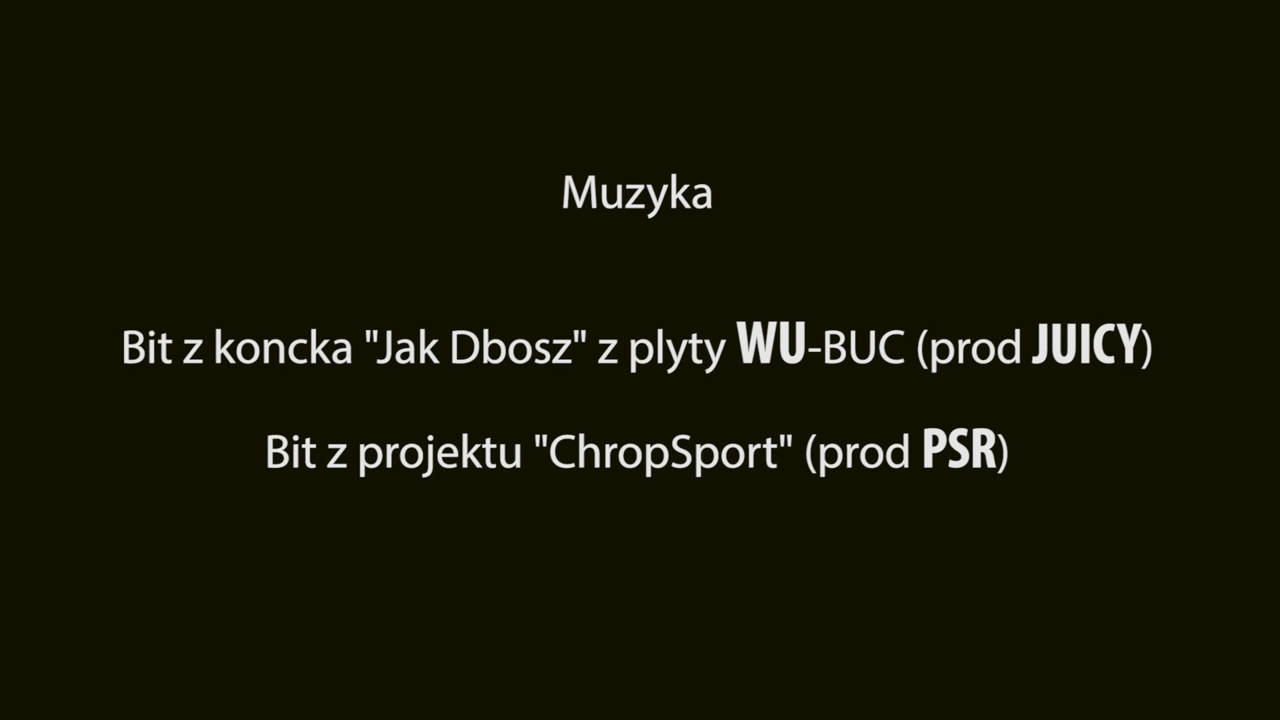 Muzyka
Bit z koncka "Jak Dbosz" z plyty WU-BUC (prod JUICY)
Bit z projektu "ChropSport" (prod PSR)